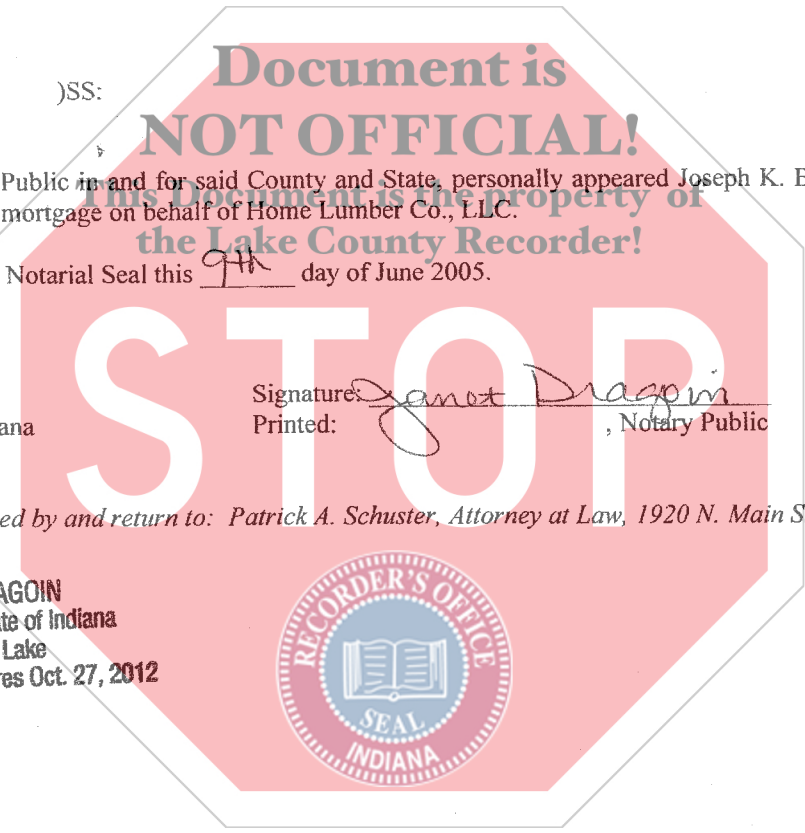 Document is
)SS:
NOT OFFICIAL!
Public in and for said County and State, personally appeared Joseph K. E
This Document is the property of
mortgage on behalf of Home Lumber Co., LLC.
the Lake County Recorder!
Notarial Seal this 9th day of June 2005.
STOP
Signature: Janet Dragoin
ana
Printed: , Notary Public
ed by and return to: Patrick A. Schuster, Attorney at Law, 1920 N. Main S
AGOIN
te of Indiana
Lake
res Oct. 27, 2012
RECORDER'S OFFICE
SEAL
INDIANA